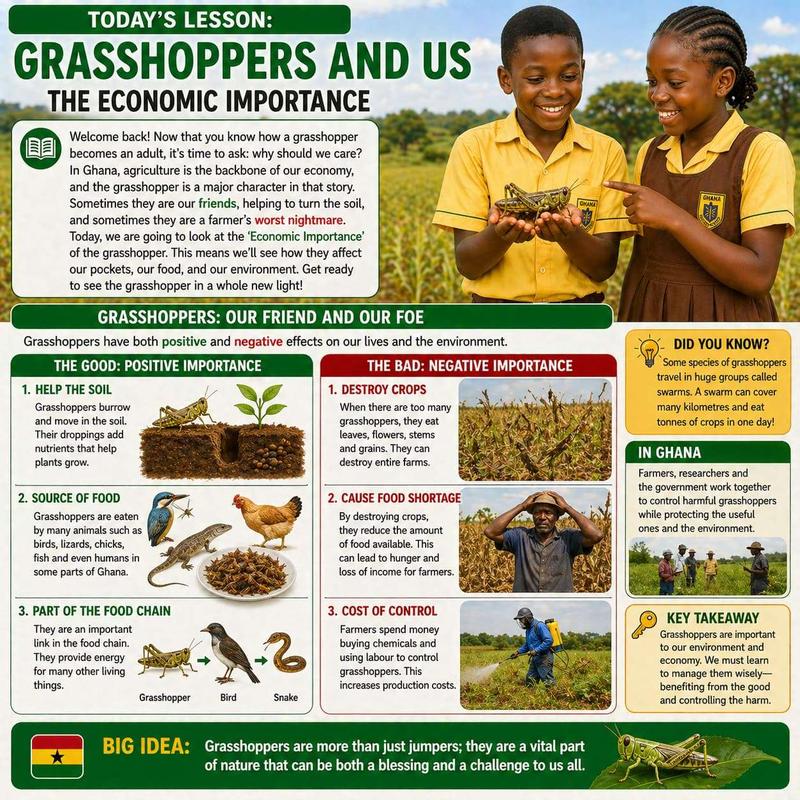 TODAY'S LESSON:
GRASSHOPPERS AND US
THE ECONOMIC IMPORTANCE
Welcome back! Now that you know how a grasshopper
becomes an adult, it's time to ask: why should we care?
In Ghana, agriculture is the backbone of our economy,
and the grasshopper is a major character in that story.
Sometimes they are our friends, helping to turn the soil,
and sometimes they are a farmer's worst nightmare.
Today, we are going to look at the 'Economic Importance'
of the grasshopper. This means we'll see how they affect
our pockets, our food, and our environment. Get ready
to see the grasshopper in a whole new light!
GHANA
GHANA
GRASSHOPPERS: OUR FRIEND AND OUR FOE
Grasshoppers have both positive and negative effects on our lives and the environment.
THE GOOD: POSITIVE IMPORTANCE
1. HELP THE SOIL
Grasshoppers burrow
and move in the soil.
Their droppings add
nutrients that help
plants grow.
2. SOURCE OF FOOD
Grasshoppers are eaten
by many animals such as
birds, lizards, chicks,
fish and even humans in
some parts of Ghana.
3. PART OF THE FOOD CHAIN
They are an important
link in the food chain.
They provide energy
for many other living
things.
Grasshopper
Bird
Snake
THE BAD: NEGATIVE IMPORTANCE
1. DESTROY CROPS
When there are too many
grasshoppers, they eat
leaves, flowers, stems
and grains. They can
destroy entire farms.
2. CAUSE FOOD SHORTAGE
By destroying crops,
they reduce the amount
of food available. This
can lead to hunger and
loss of income for farmers.
3. COST OF CONTROL
Farmers spend money
buying chemicals and
using labour to control
grasshoppers. This
increases production costs.
DID YOU KNOW?
Some species of grasshoppers
travel in huge groups called
swarms. A swarm can cover
many kilometres and eat
tonnes of crops in one day!
IN GHANA
Farmers, researchers and
the government work together
to control harmful grasshoppers
while protecting the useful
ones and the environment.
KEY TAKEAWAY
Grasshoppers are important
to our environment and
economy. We must learn
to manage them wisely—
benefiting from the good
and controlling the harm.
BIG IDEA:
Grasshoppers are more than just jumpers; they are a vital part
of nature that can be both a blessing and a challenge to us all.